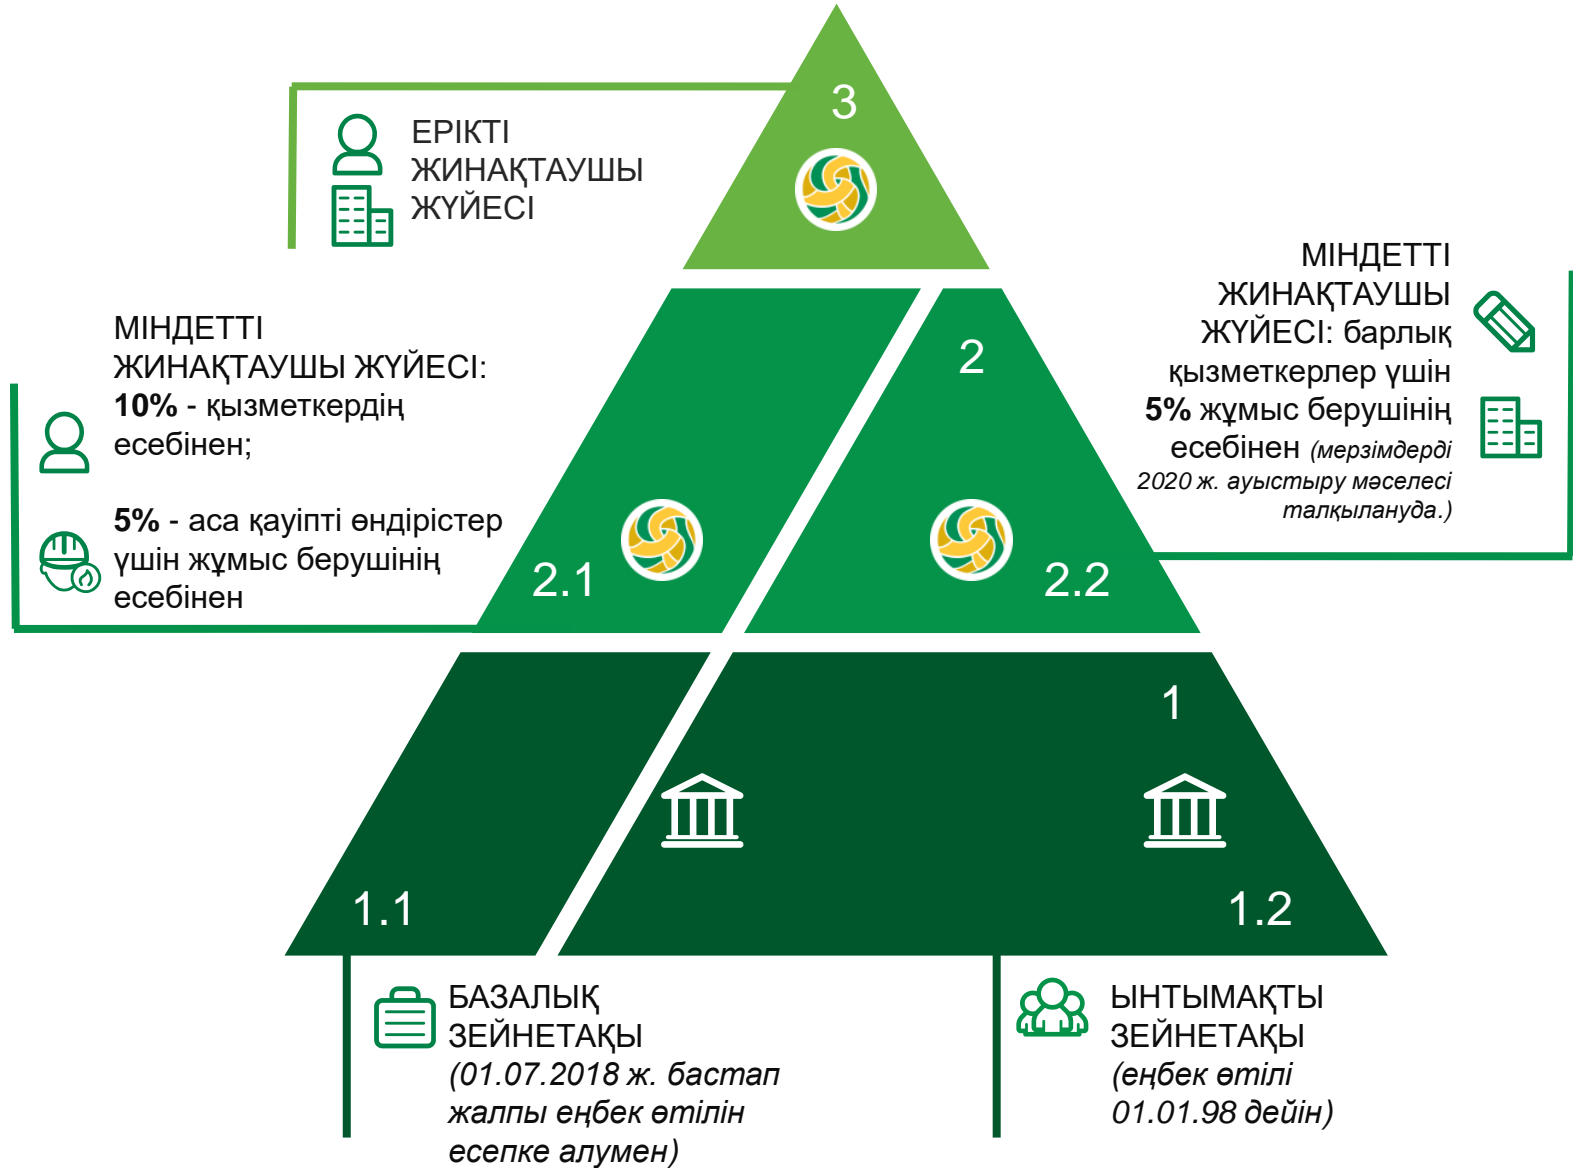 3
ЕРІКТІ
ЖИНАҚТАУШЫ
ЖҮЙЕСІ
МІНДЕТТІ
ЖИНАҚТАУШЫ ЖҮЙЕСІ:
10% - қызметкердің
есебінен;
5% - аса қауіпті өндірістер
үшін жұмыс берушінің
есебінен
2.1
2
2.2
МІНДЕТТІ
ЖИНАҚТАУШЫ
ЖҮЙЕСІ: барлық
қызметкерлер үшін
5% жұмыс берушінің
есебінен (мерзімдерді
2020 ж. ауыстыру мәселесі
талқылануда.)
1
1.1
1.2
БАЗАЛЫҚ
ЗЕЙНЕТАҚЫ
(01.07.2018 ж. бастап
жалпы еңбек өтілін
есепке алумен)
ЫНТЫМАҚТЫ
ЗЕЙНЕТАҚЫ
(еңбек өтілі
01.01.98 дейін)